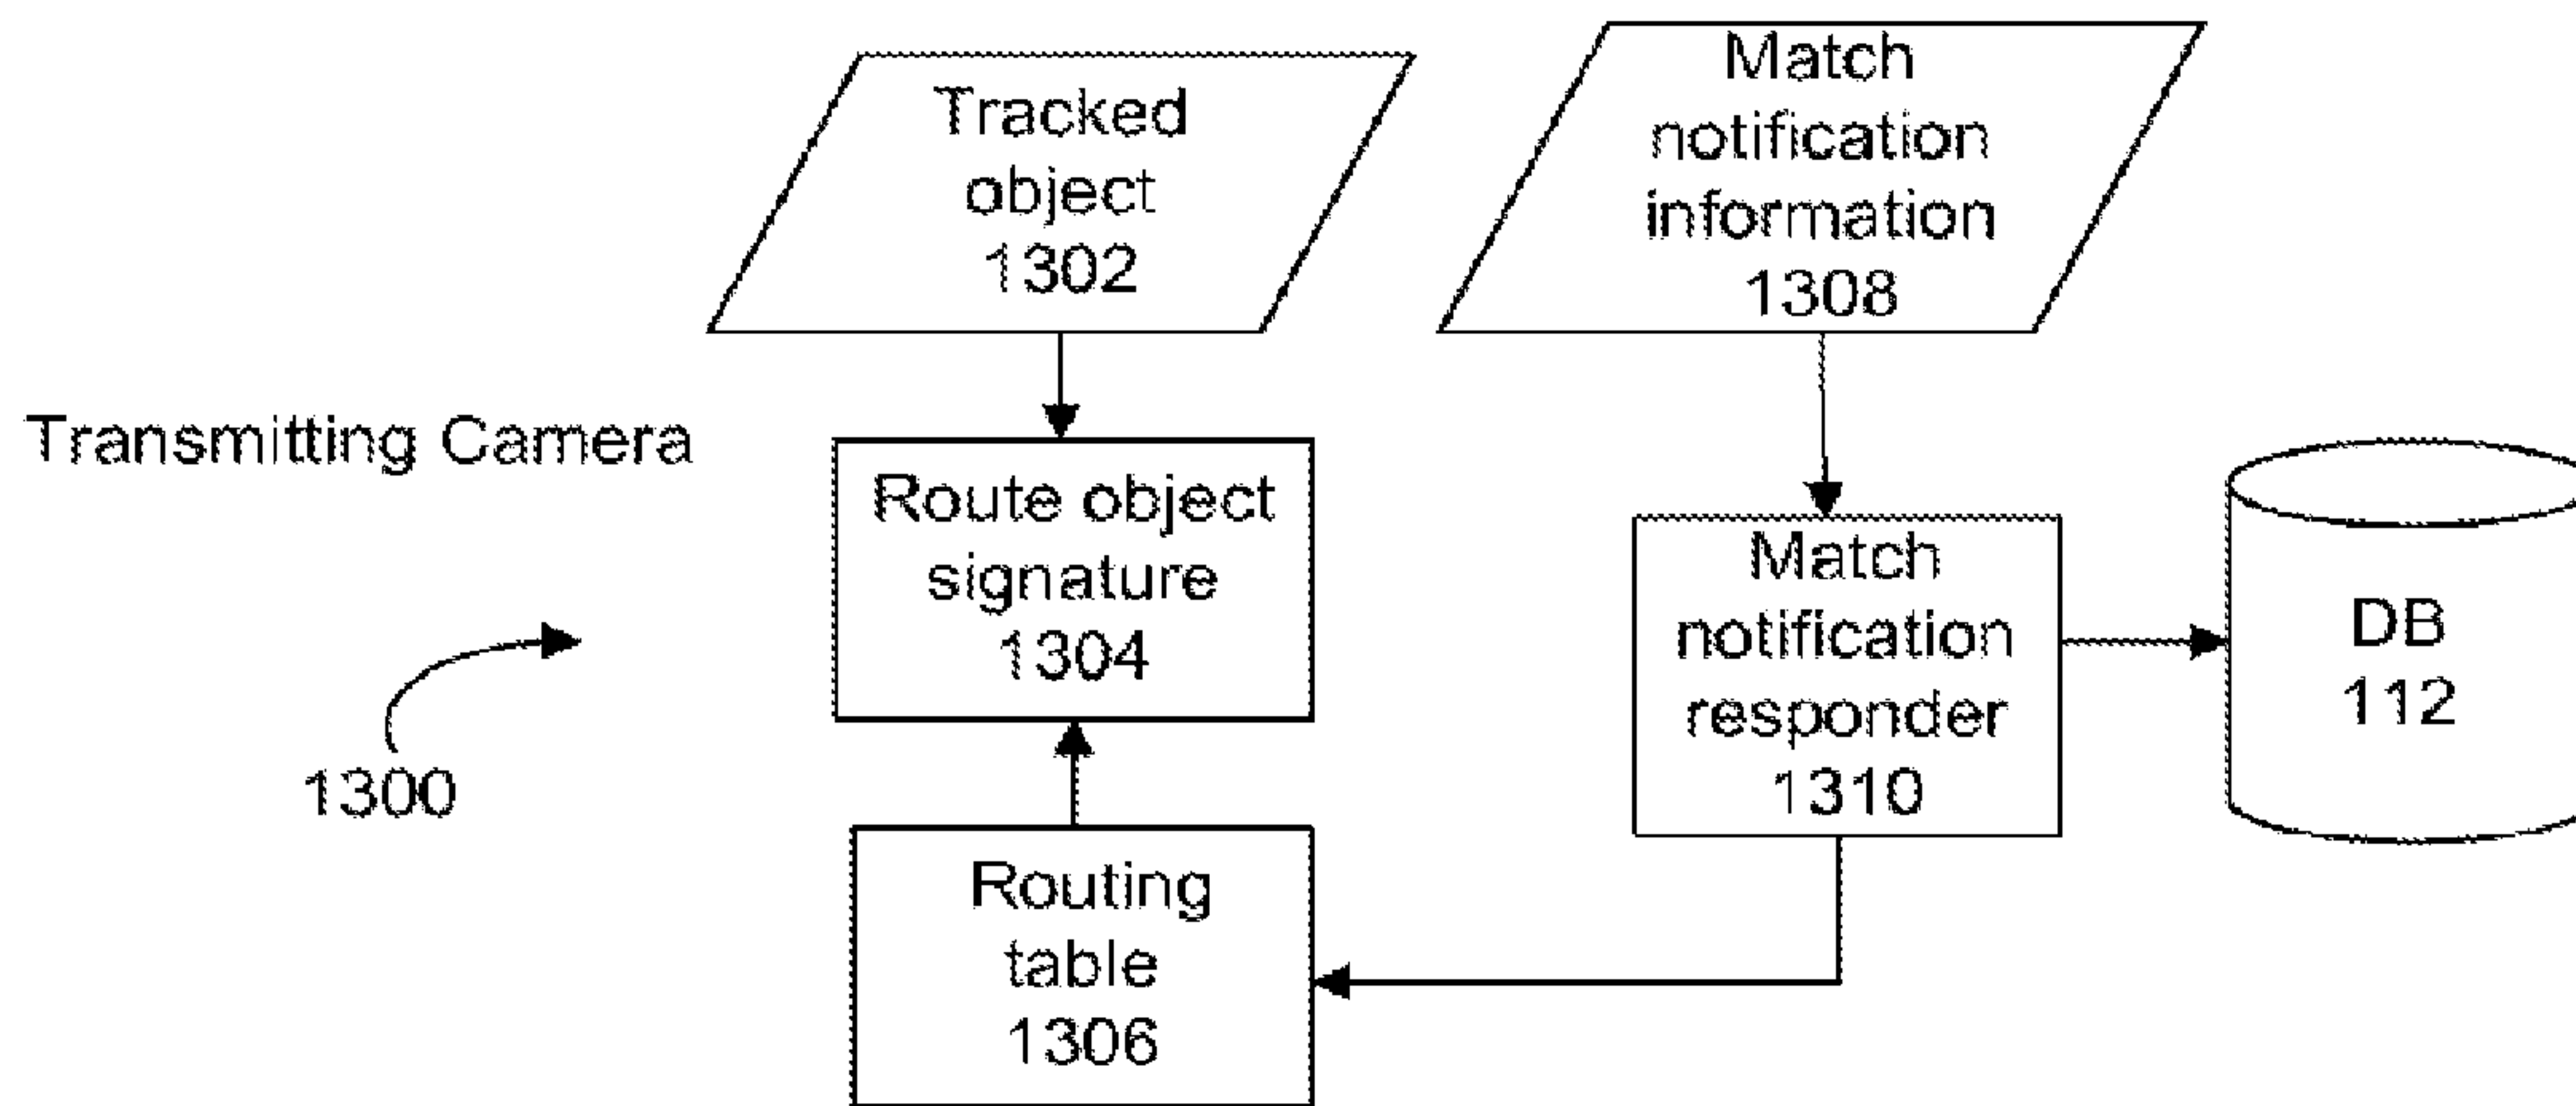 Tracked
object
1302
Match
notification
information
1308
Transmitting Camera
1300
Route object
signature
1304
Match
notification
responder
1310
DB
112
Routing
table
1306